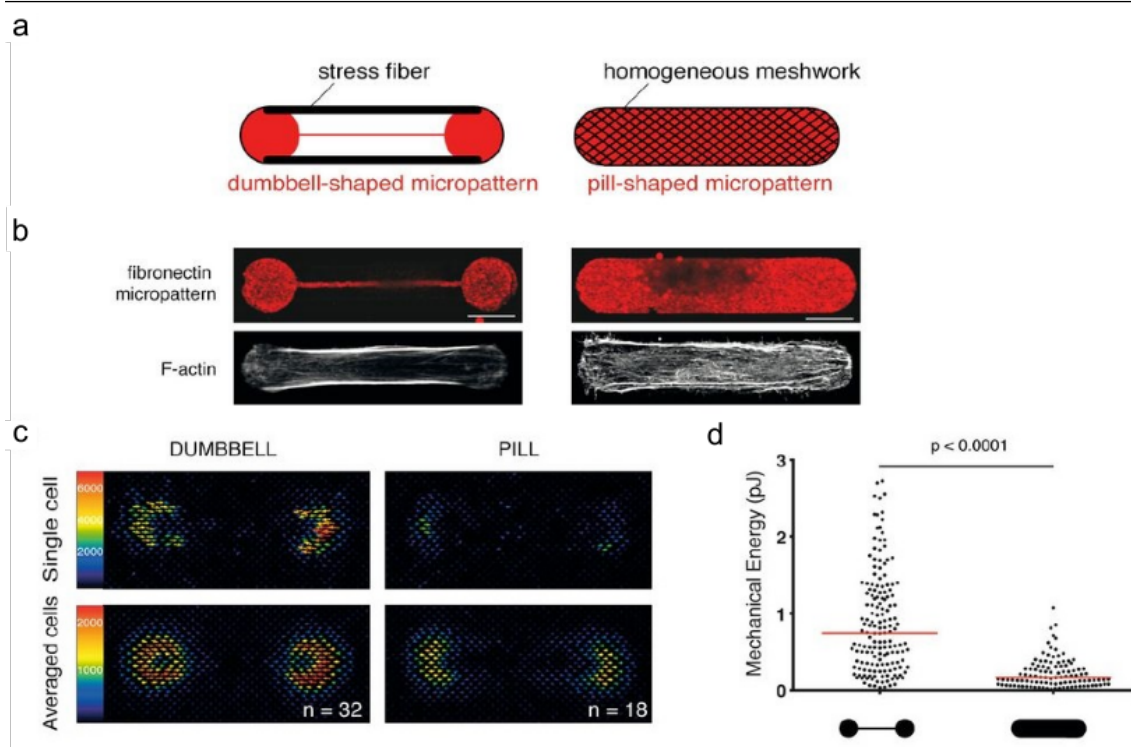 a
stress fiber
homogeneous meshwork
dumbbell-shaped micropattern
pill-shaped micropattern
b
fibronectin
micropattern
F-actin
c
DUMBBELL
PILL
Single cell
6000
4000
2000
Averaged cells
2000
1000
n = 32
n = 18
d
p < 0.0001
Mechanical Energy (pJ)
3
2
1
0